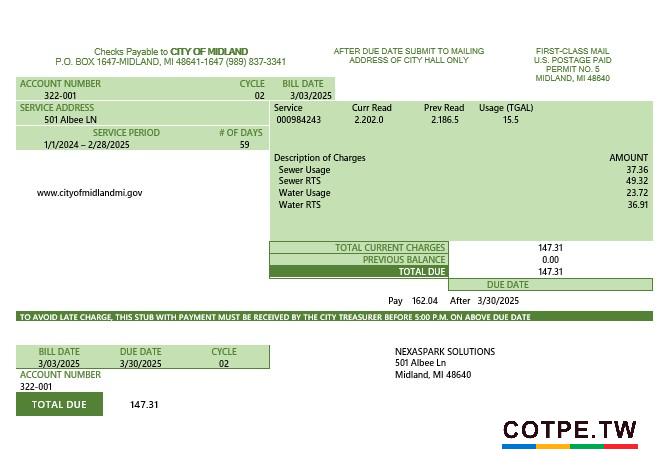 Checks Payable to CITY OF MIDLAND
P.O. BOX 1647-MIDLAND, MI 48641-1647 (989) 837-3341
AFTER DUE DATE SUBMIT TO MAILING
ADDRESS OF CITY HALL ONLY
FIRST-CLASS MAIL
U.S. POSTAGE PAID
PERMIT NO. 5
MIDLAND, MI 48640
ACCOUNT NUMBER CYCLE BILL DATE
322-001 02 3/03/2025
SERVICE ADDRESS
501 Albee LN
SERVICE PERIOD # OF DAYS
1/1/2024 – 2/28/2025 59
Service Curr Read Prev Read Usage (TGAL)
000984243 2.202.0 2.186.5 15.5
Description of Charges AMOUNT
Sewer Usage 37.36
Sewer RTS 49.32
Water Usage 23.72
Water RTS 36.91
www.cityofmidlandmi.gov
TOTAL CURRENT CHARGES 147.31
PREVIOUS BALANCE 0.00
TOTAL DUE 147.31
DUE DATE
Pay 162.04 After 3/30/2025
TO AVOID LATE CHARGE, THIS STUB WITH PAYMENT MUST BE RECEIVED BY THE CITY TREASURER BEFORE 5:00 P.M. ON ABOVE DUE DATE
BILL DATE DUE DATE CYCLE
3/03/2025 3/30/2025 02
ACCOUNT NUMBER
322-001
TOTAL DUE 147.31
NEXASPARK SOLUTIONS
501 Albee Ln
Midland, MI 48640
COTPE.TW